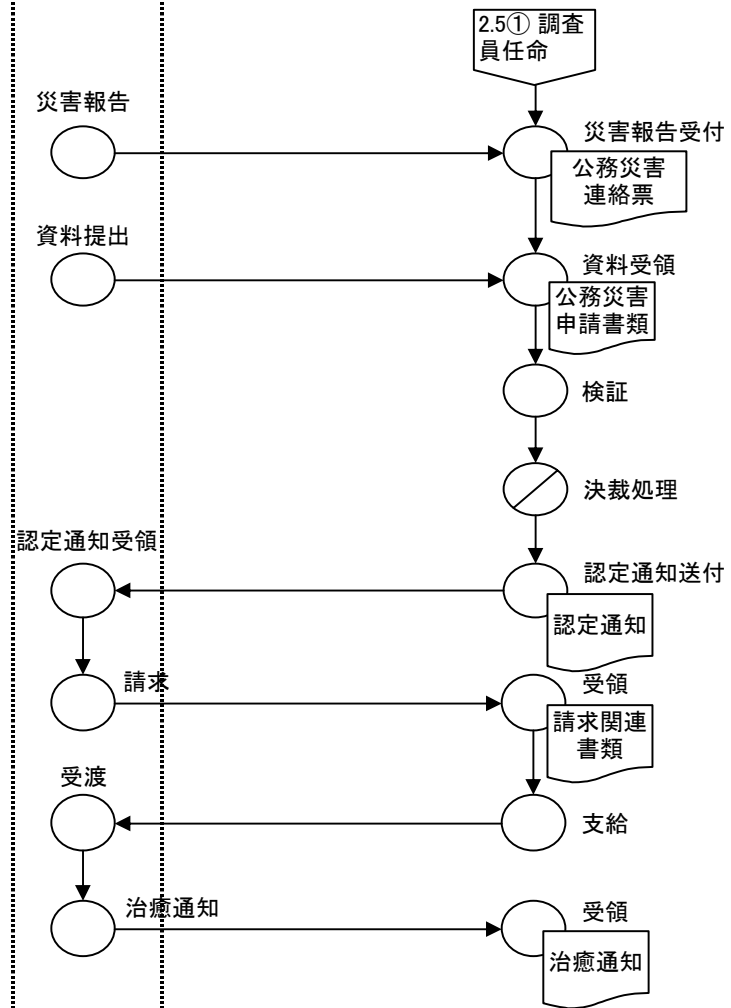 2.5① 調査
員任命
災害報告
災害報告受付
公務災害
連絡票
資料提出
資料受領
公務災害
申請書類
検証
決裁処理
認定通知受領
認定通知送付
認定通知
請求
受領
請求関連
書類
受渡
支給
治癒通知
受領
治癒通知